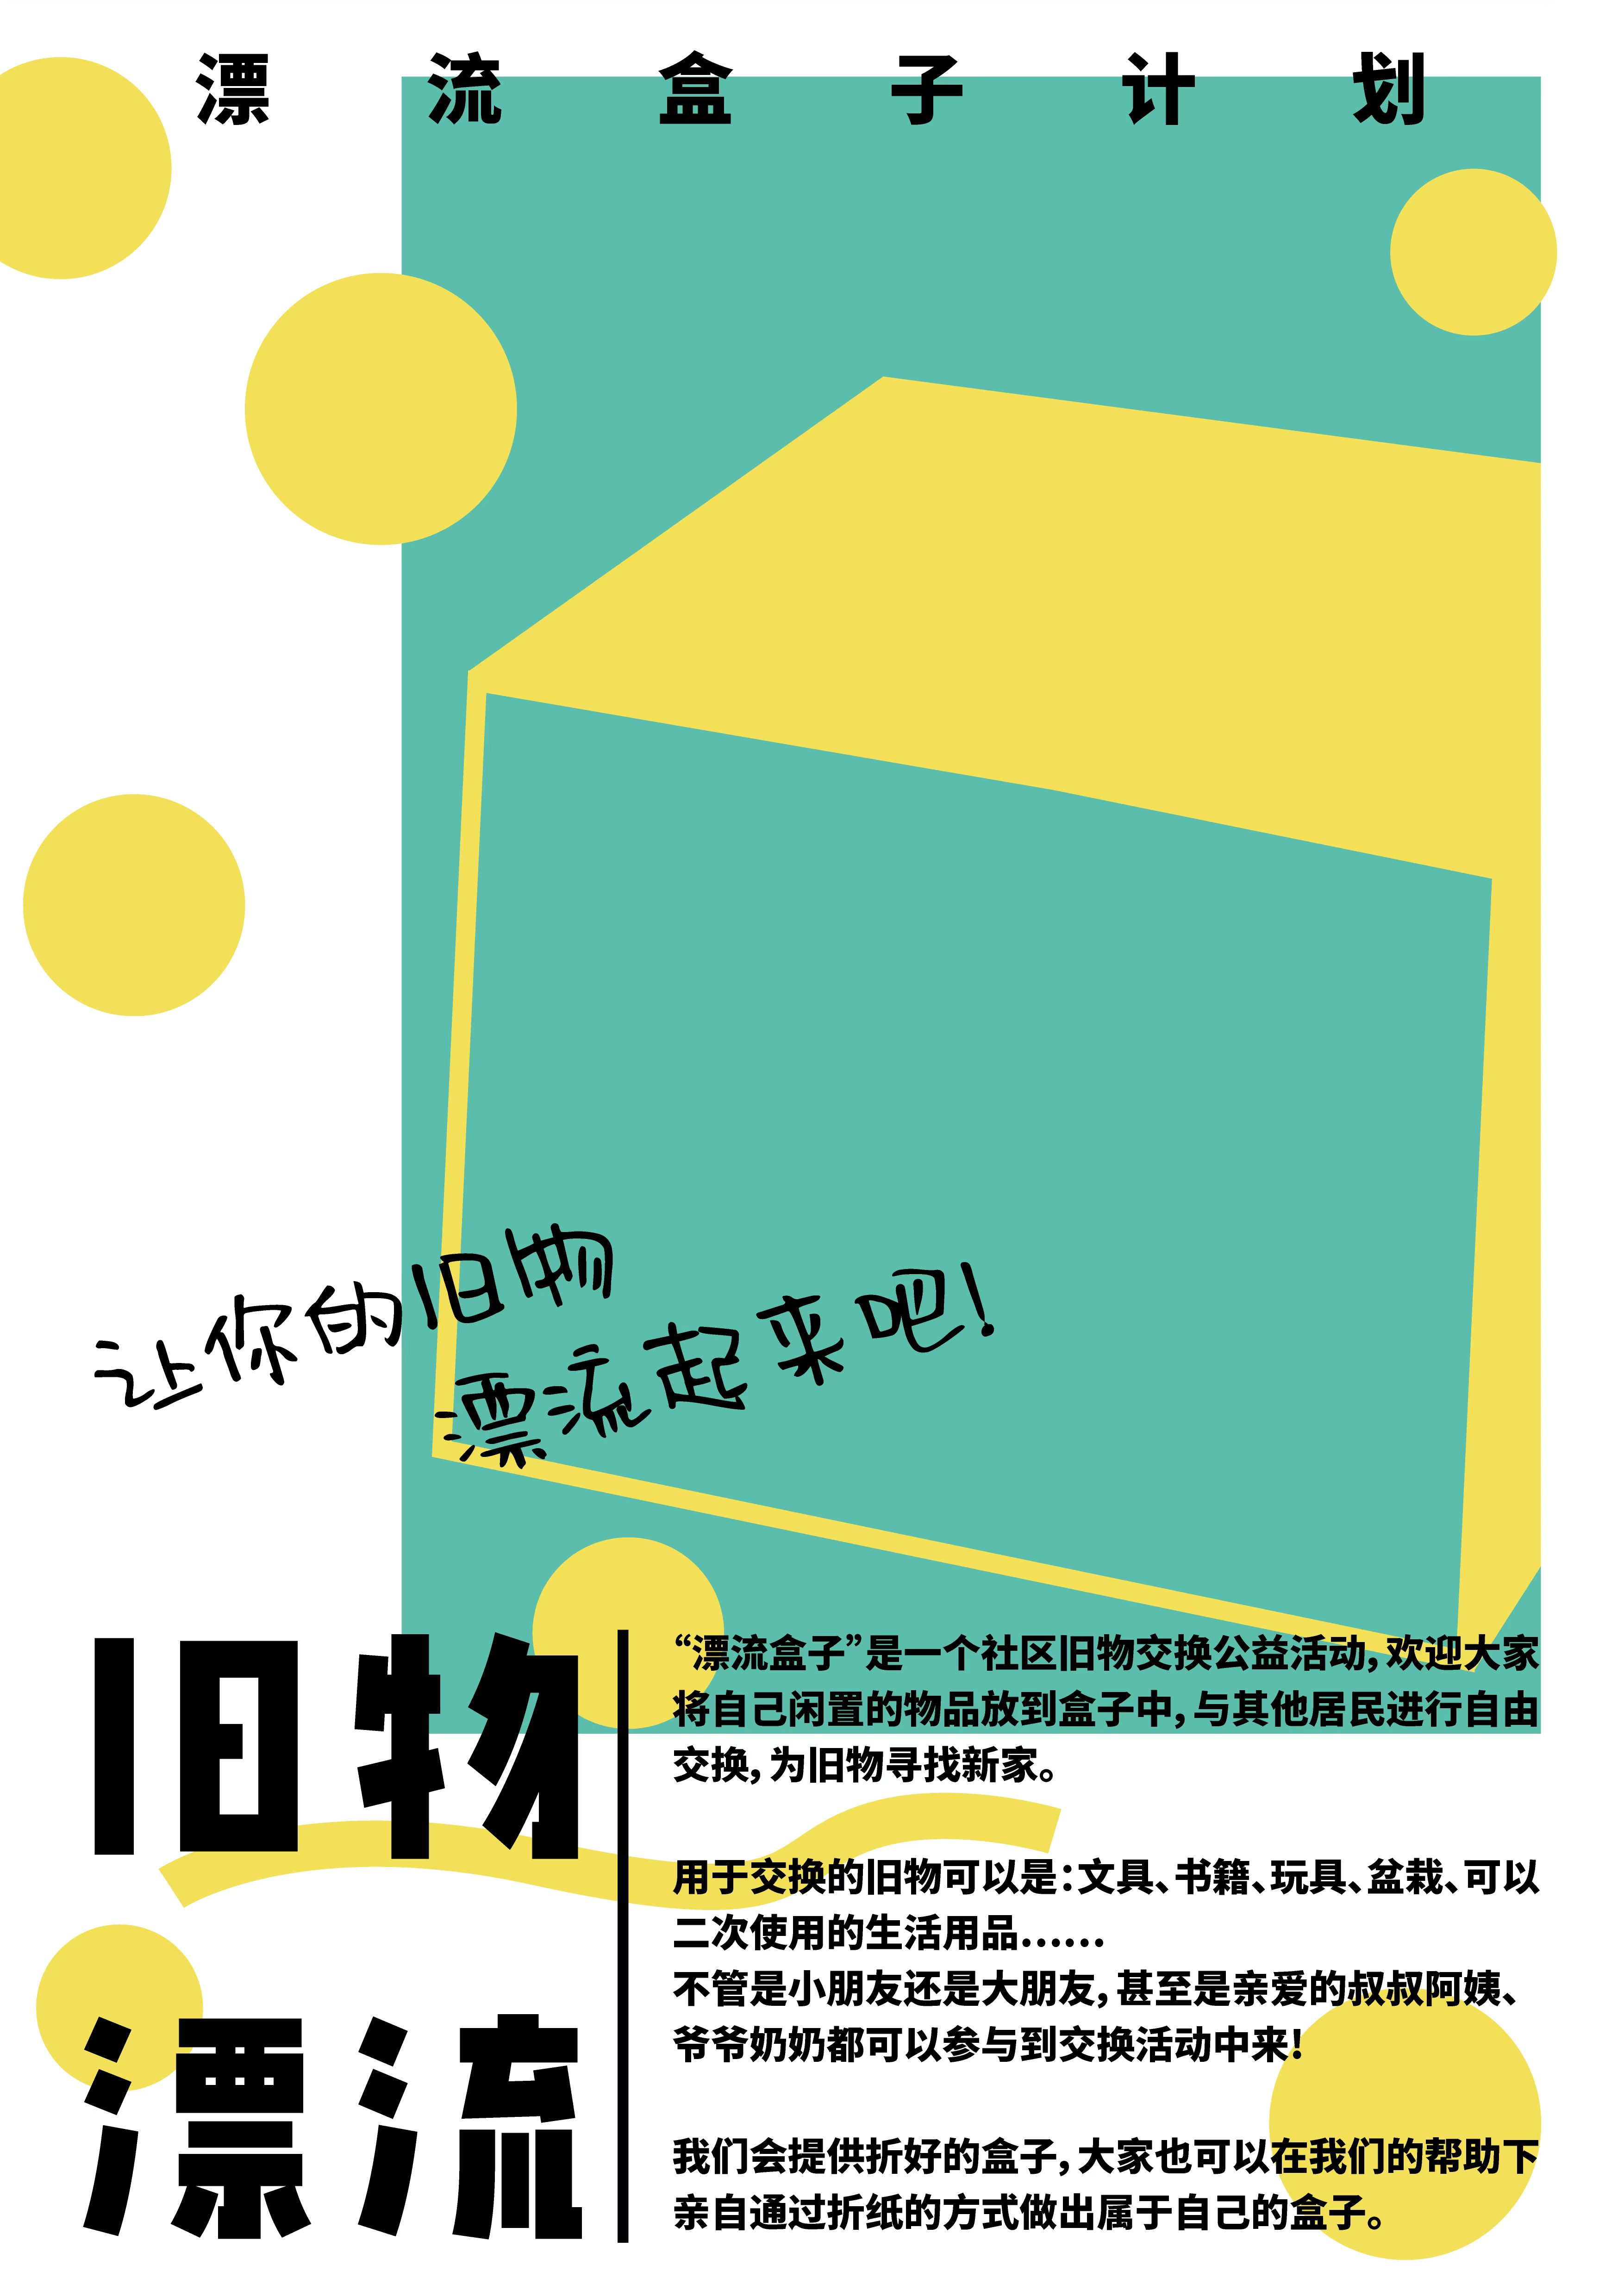 漂流盒子计划
让你的旧物
漂流起来吧!
旧物
漂流
“漂流盒子”是一个社区旧物交换公益活动，欢迎大家
将自己闲置的物品放到盒子中，与其他居民进行自由
交换，为旧物寻找新家。
用于交换的旧物可以是：文具、书籍、玩具、盆栽、可以
二次使用的生活用品……
不管是小朋友还是大朋友，甚至是亲爱的叔叔阿姨、
爷爷奶奶都可以参与到交换活动中来！
我们会提供折好的盒子，大家也可以在我们的帮助下
亲自通过折纸的方式做出属于自己的盒子。